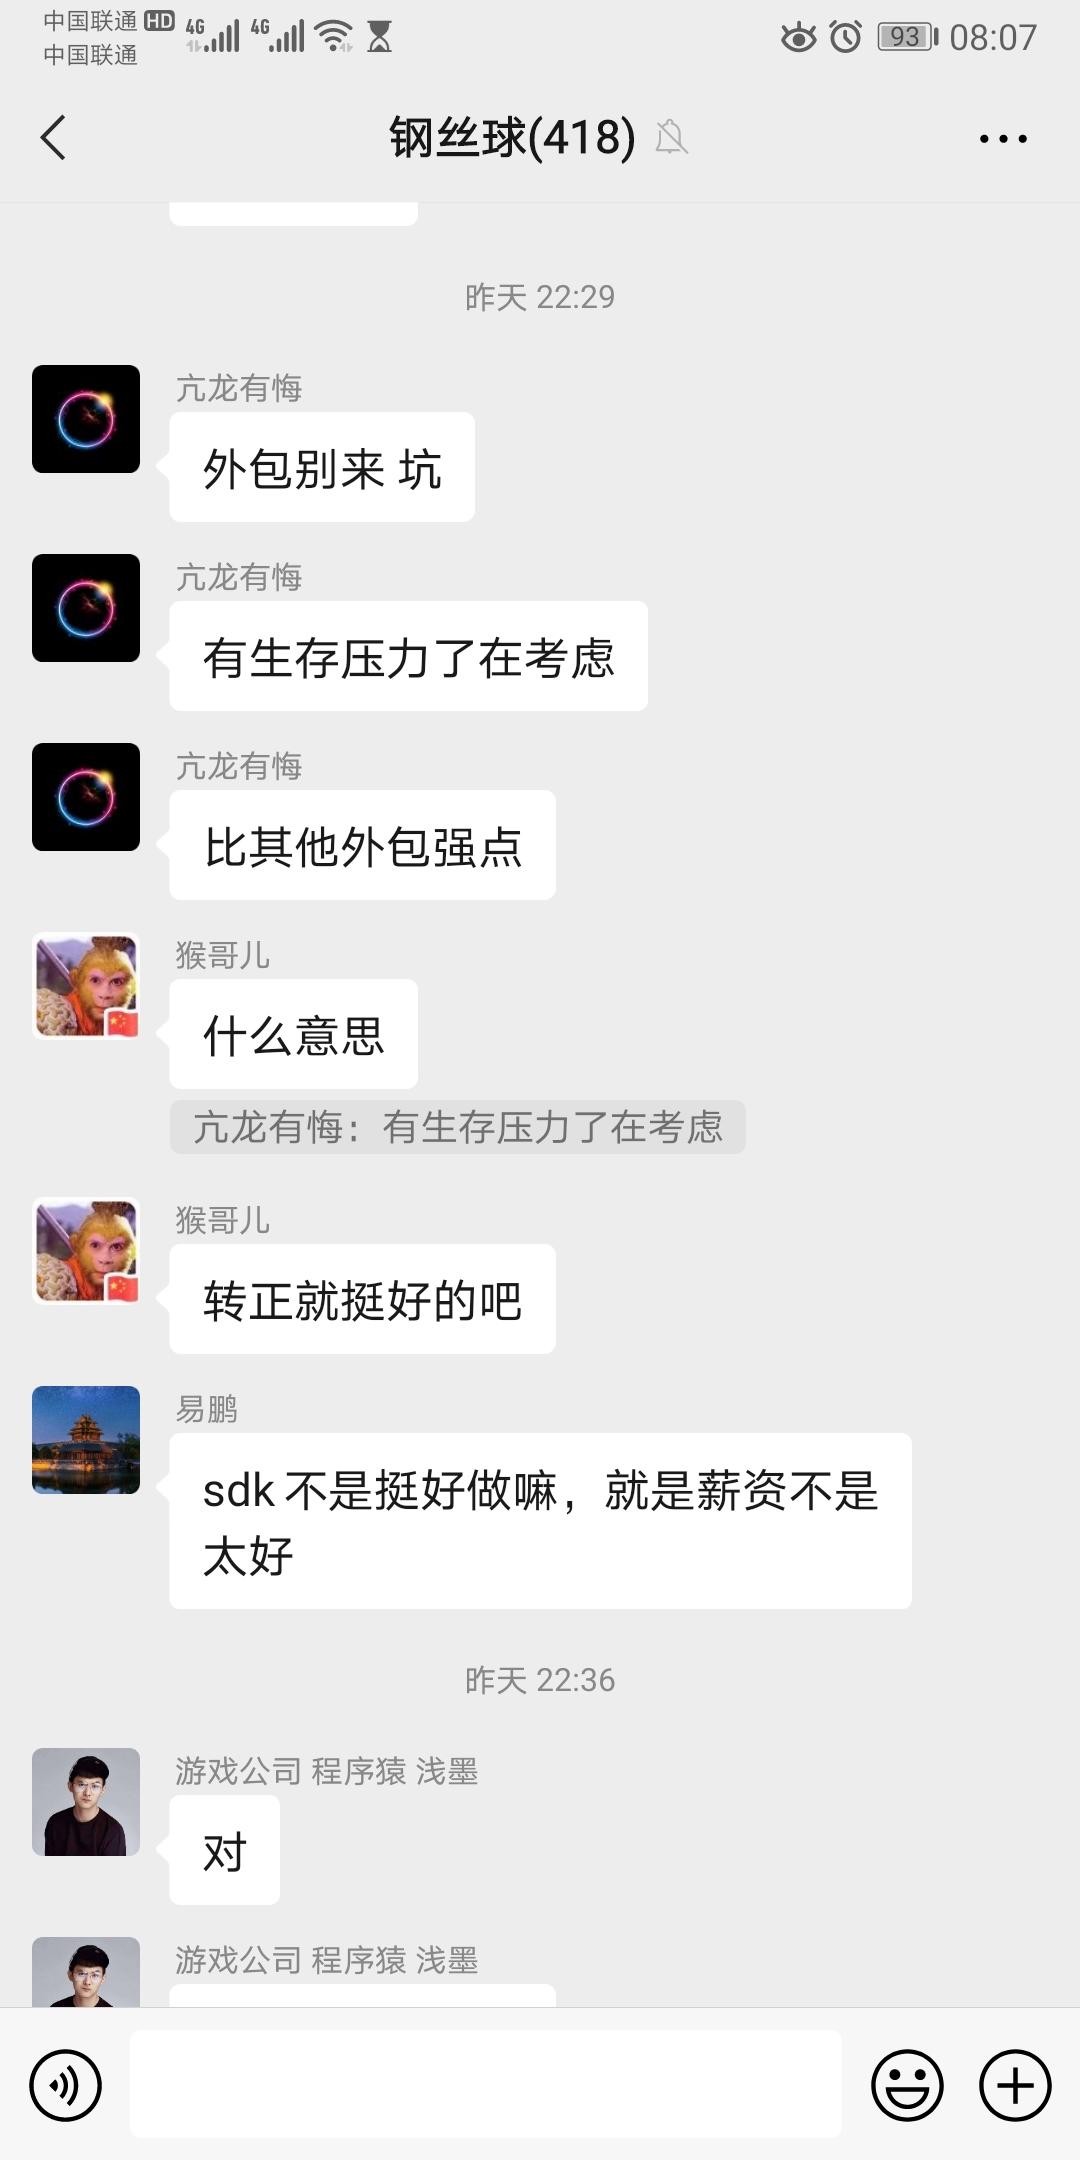 中国联通 HD 4G 4G 93 08:07
中国联通
钢丝球(418)
昨天 22:29
亢龙有悔
外包别来 坑
亢龙有悔
有生存压力了在考虑
亢龙有悔
比其他外包强点
猴哥儿
什么意思
亢龙有悔：有生存压力了在考虑
猴哥儿
转正就挺好的吧
易鹏
sdk不是挺好做嘛，就是薪资不是
太好
昨天 22:36
游戏公司 程序猿 浅墨
对
游戏公司 程序猿 浅墨